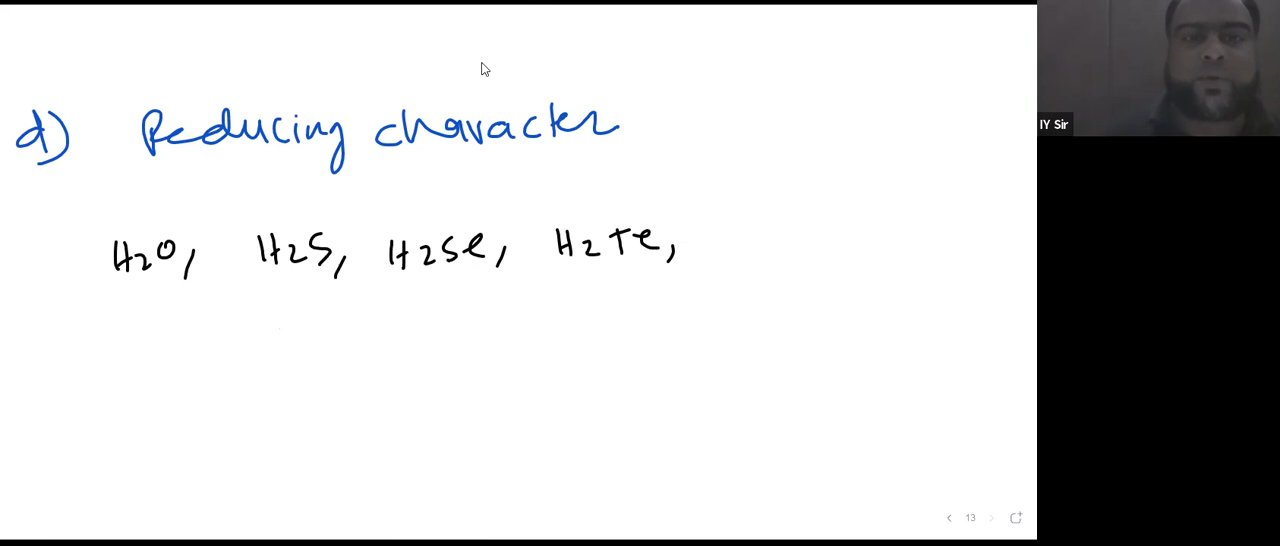 d) Reducing character
H2O, H2S, H2Se, H2Te,
IY Sir
13